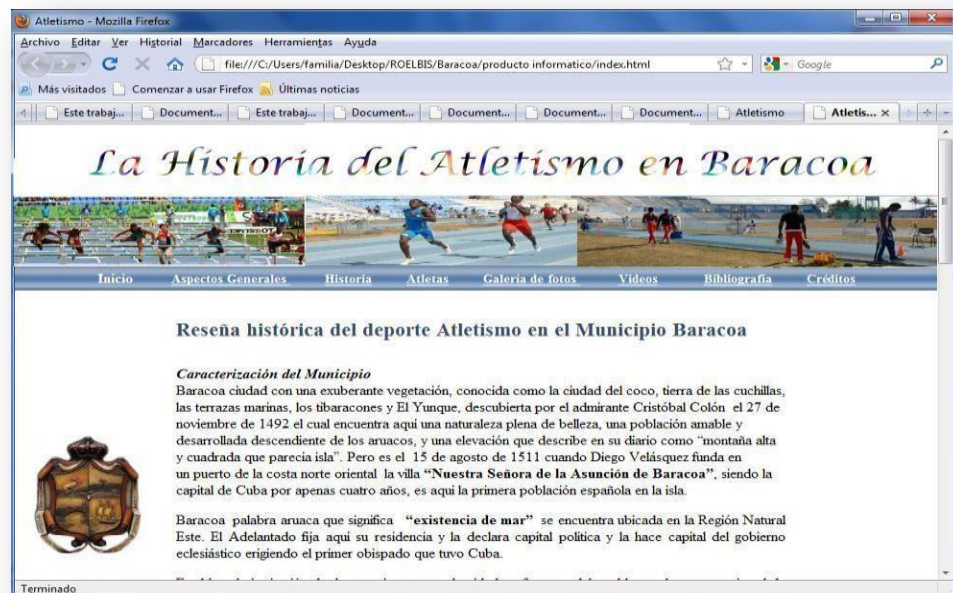 Atletismo - Mozilla Firefox
Archivo Editar Ver Historial Marcadores Herramientas Ayuda
file:///C:/Users/familia/Desktop/ROELBIS/Baracoa/producto informatico/index.html Google
Más visitados Comenzar a usar Firefox Últimas noticias
Este trabaj... Document... Este trabaj... Document... Document... Document... Document... Atletismo Atletis...
La Historia del Atletismo en Baracoa
Inicio Aspectos Generales Historia Atletas Galería de fotos Videos Bibliografía Créditos
Reseña histórica del deporte Atletismo en el Municipio Baracoa
Caracterización del Municipio
Baracoa ciudad con una exuberante vegetación, conocida como la ciudad del coco, tierra de las cuchillas,
las terrazas marinas, los tibaracones y El Yunque, descubierta por el admirante Cristóbal Colón el 27 de
noviembre de 1492 el cual encuentra aquí una naturaleza plena de belleza, una población amable y
desarrollada descendiente de los aruacos, y una elevación que describe en su diario como “montaña alta
y cuadrada que parecía isla”. Pero es el 15 de agosto de 1511 cuando Diego Velásquez funda en
un puerto de la costa norte oriental la villa “Nuestra Señora de la Asunción de Baracoa”, siendo la
capital de Cuba por apenas cuatro años, es aquí la primera población española en la isla.
Baracoa palabra aruaca que significa “existencia de mar” se encuentra ubicada en la Región Natural
Este. El Adelantado fija aquí su residencia y la declara capital política y la hace capital del gobierno
eclesiástico erigiendo el primer obispado que tuvo Cuba.
Terminado